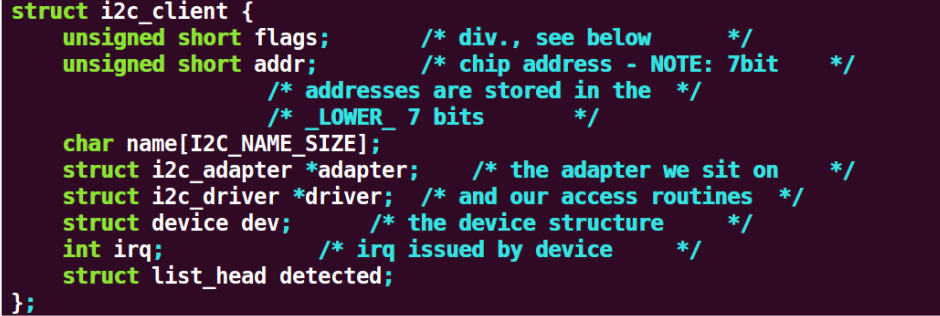 struct i2c_client {
    unsigned short flags;       /* div., see below      */
    unsigned short addr;        /* chip address - NOTE: 7bit    */
                    /* addresses are stored in the  */
                    /* _LOWER_ 7 bits       */
    char name[I2C_NAME_SIZE];
    struct i2c_adapter *adapter;    /* the adapter we sit on    */
    struct i2c_driver *driver;  /* and our access routines  */
    struct device dev;      /* the device structure     */
    int irq;            /* irq issued by device     */
    struct list_head detected;
};